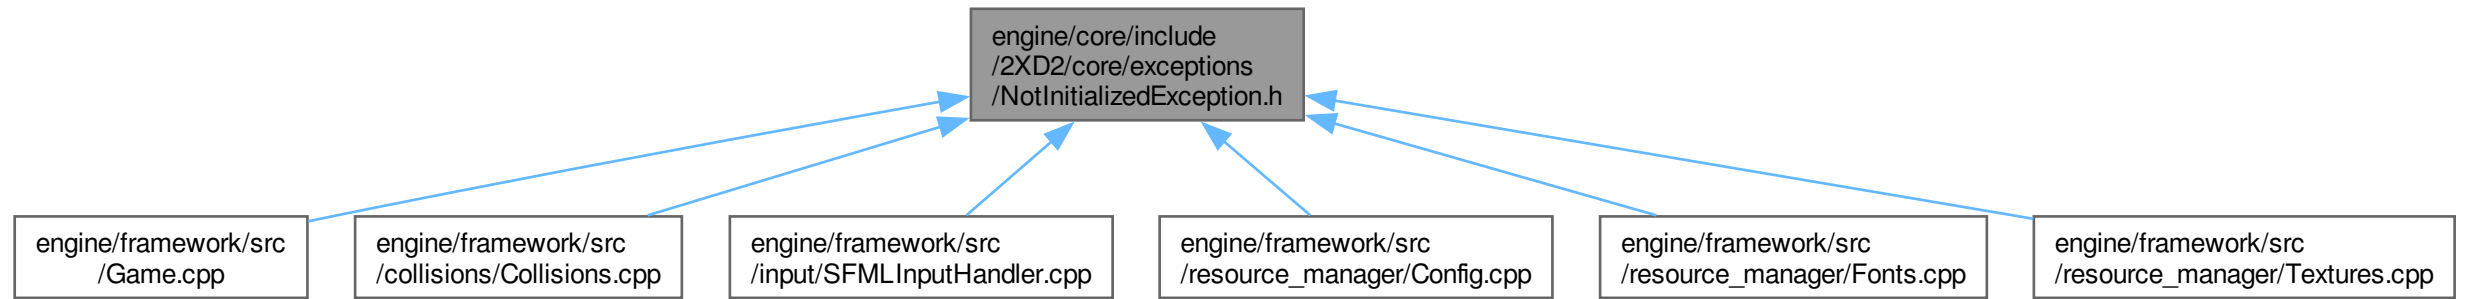 engine/core/include
/2XD2/core/exceptions
/NotInitializedException.h
engine/framework/src
/Game.cpp
engine/framework/src
/collisions/Collisions.cpp
engine/framework/src
/input/SFMLInputHandler.cpp
engine/framework/src
/resource_manager/Config.cpp
engine/framework/src
/resource_manager/Fonts.cpp
engine/framework/src
/resource_manager/Textures.cpp